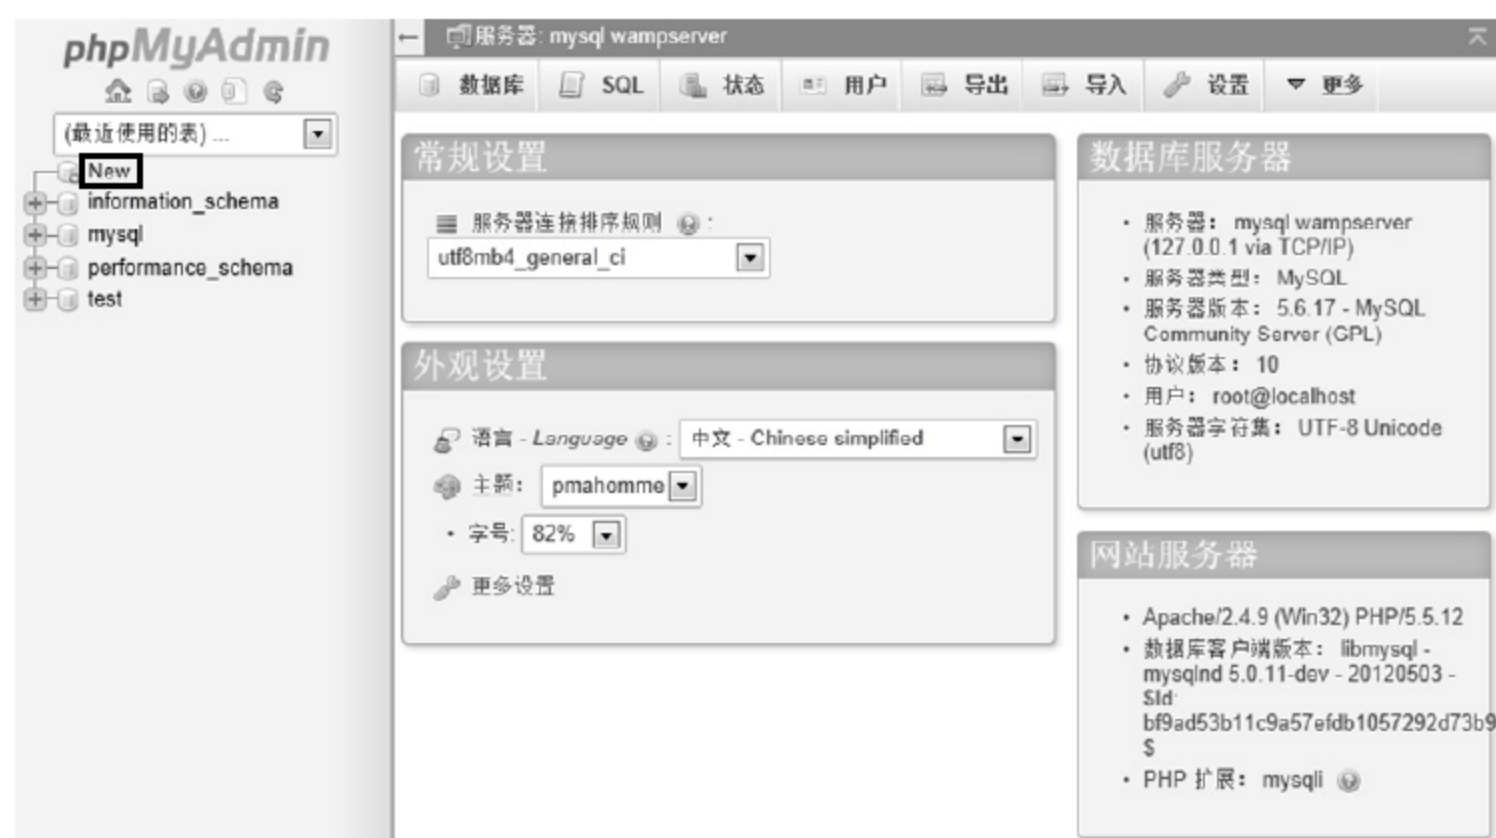 phpMyAdmin
(最近使用的表) ...
New
information_schema
mysql
performance_schema
test
服务器: mysql wampserver
数据库 SQL 状态 用户 导出 导入 设置 更多
常规设置
服务器连接排序规则 :
utf8mb4_general_ci
外观设置
语言 - Language : 中文 - Chinese simplified
主题: pmahomme
• 字号: 82%
更多设置
数据库服务器
• 服务器: mysql wampserver
(127.0.0.1 via TCP/IP)
• 服务器类型: MySQL
• 服务器版本: 5.6.17 - MySQL
Community Server (GPL)
• 协议版本: 10
• 用户: root@localhost
• 服务器字符集: UTF-8 Unicode
(utf8)
网站服务器
• Apache/2.4.9 (Win32) PHP/5.5.12
• 数据库客户端版本: libmysql -
mysqlnd 5.0.11-dev - 20120503 -
$Id:
bf9ad53b11c9a57efdb1057292d73b9
$
• PHP 扩展: mysqli